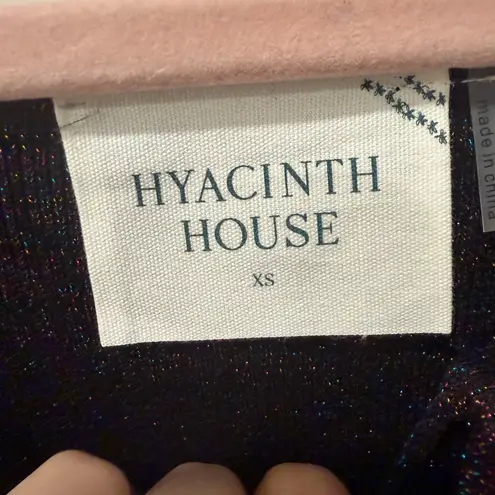 HYACINTH
HOUSE
XS
made in china